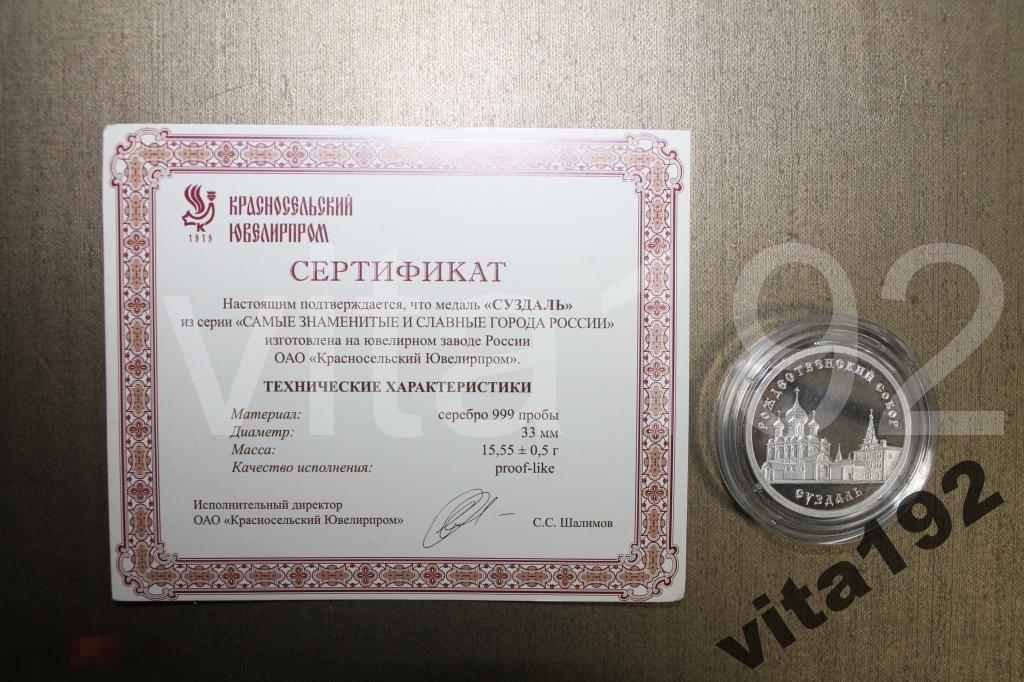 КРАСНОСЕЛЬСКИЙ
ЮВЕЛИРПРОМ
К
1919
СЕРТИФИКАТ
Настоящим подтверждается, что медаль «СУЗДАЛЬ»
из серии «САМЫЕ ЗНАМЕНИТЫЕ И СЛАВНЫЕ ГОРОДА РОССИИ»
изготовлена на ювелирном заводе России
ОАО «Красносельский Ювелирпром».
ТЕХНИЧЕСКИЕ ХАРАКТЕРИСТИКИ
Материал: серебро 999 пробы
Диаметр: 33 мм
Масса: 15,55 ± 0,5 г
Качество исполнения: proof-like
Исполнительный директор
ОАО «Красносельский Ювелирпром» С.С. Шалимов
РОЖДЕСТВЕНСКИЙ СОБОР
СУЗДАЛЬ
vita192
vita192